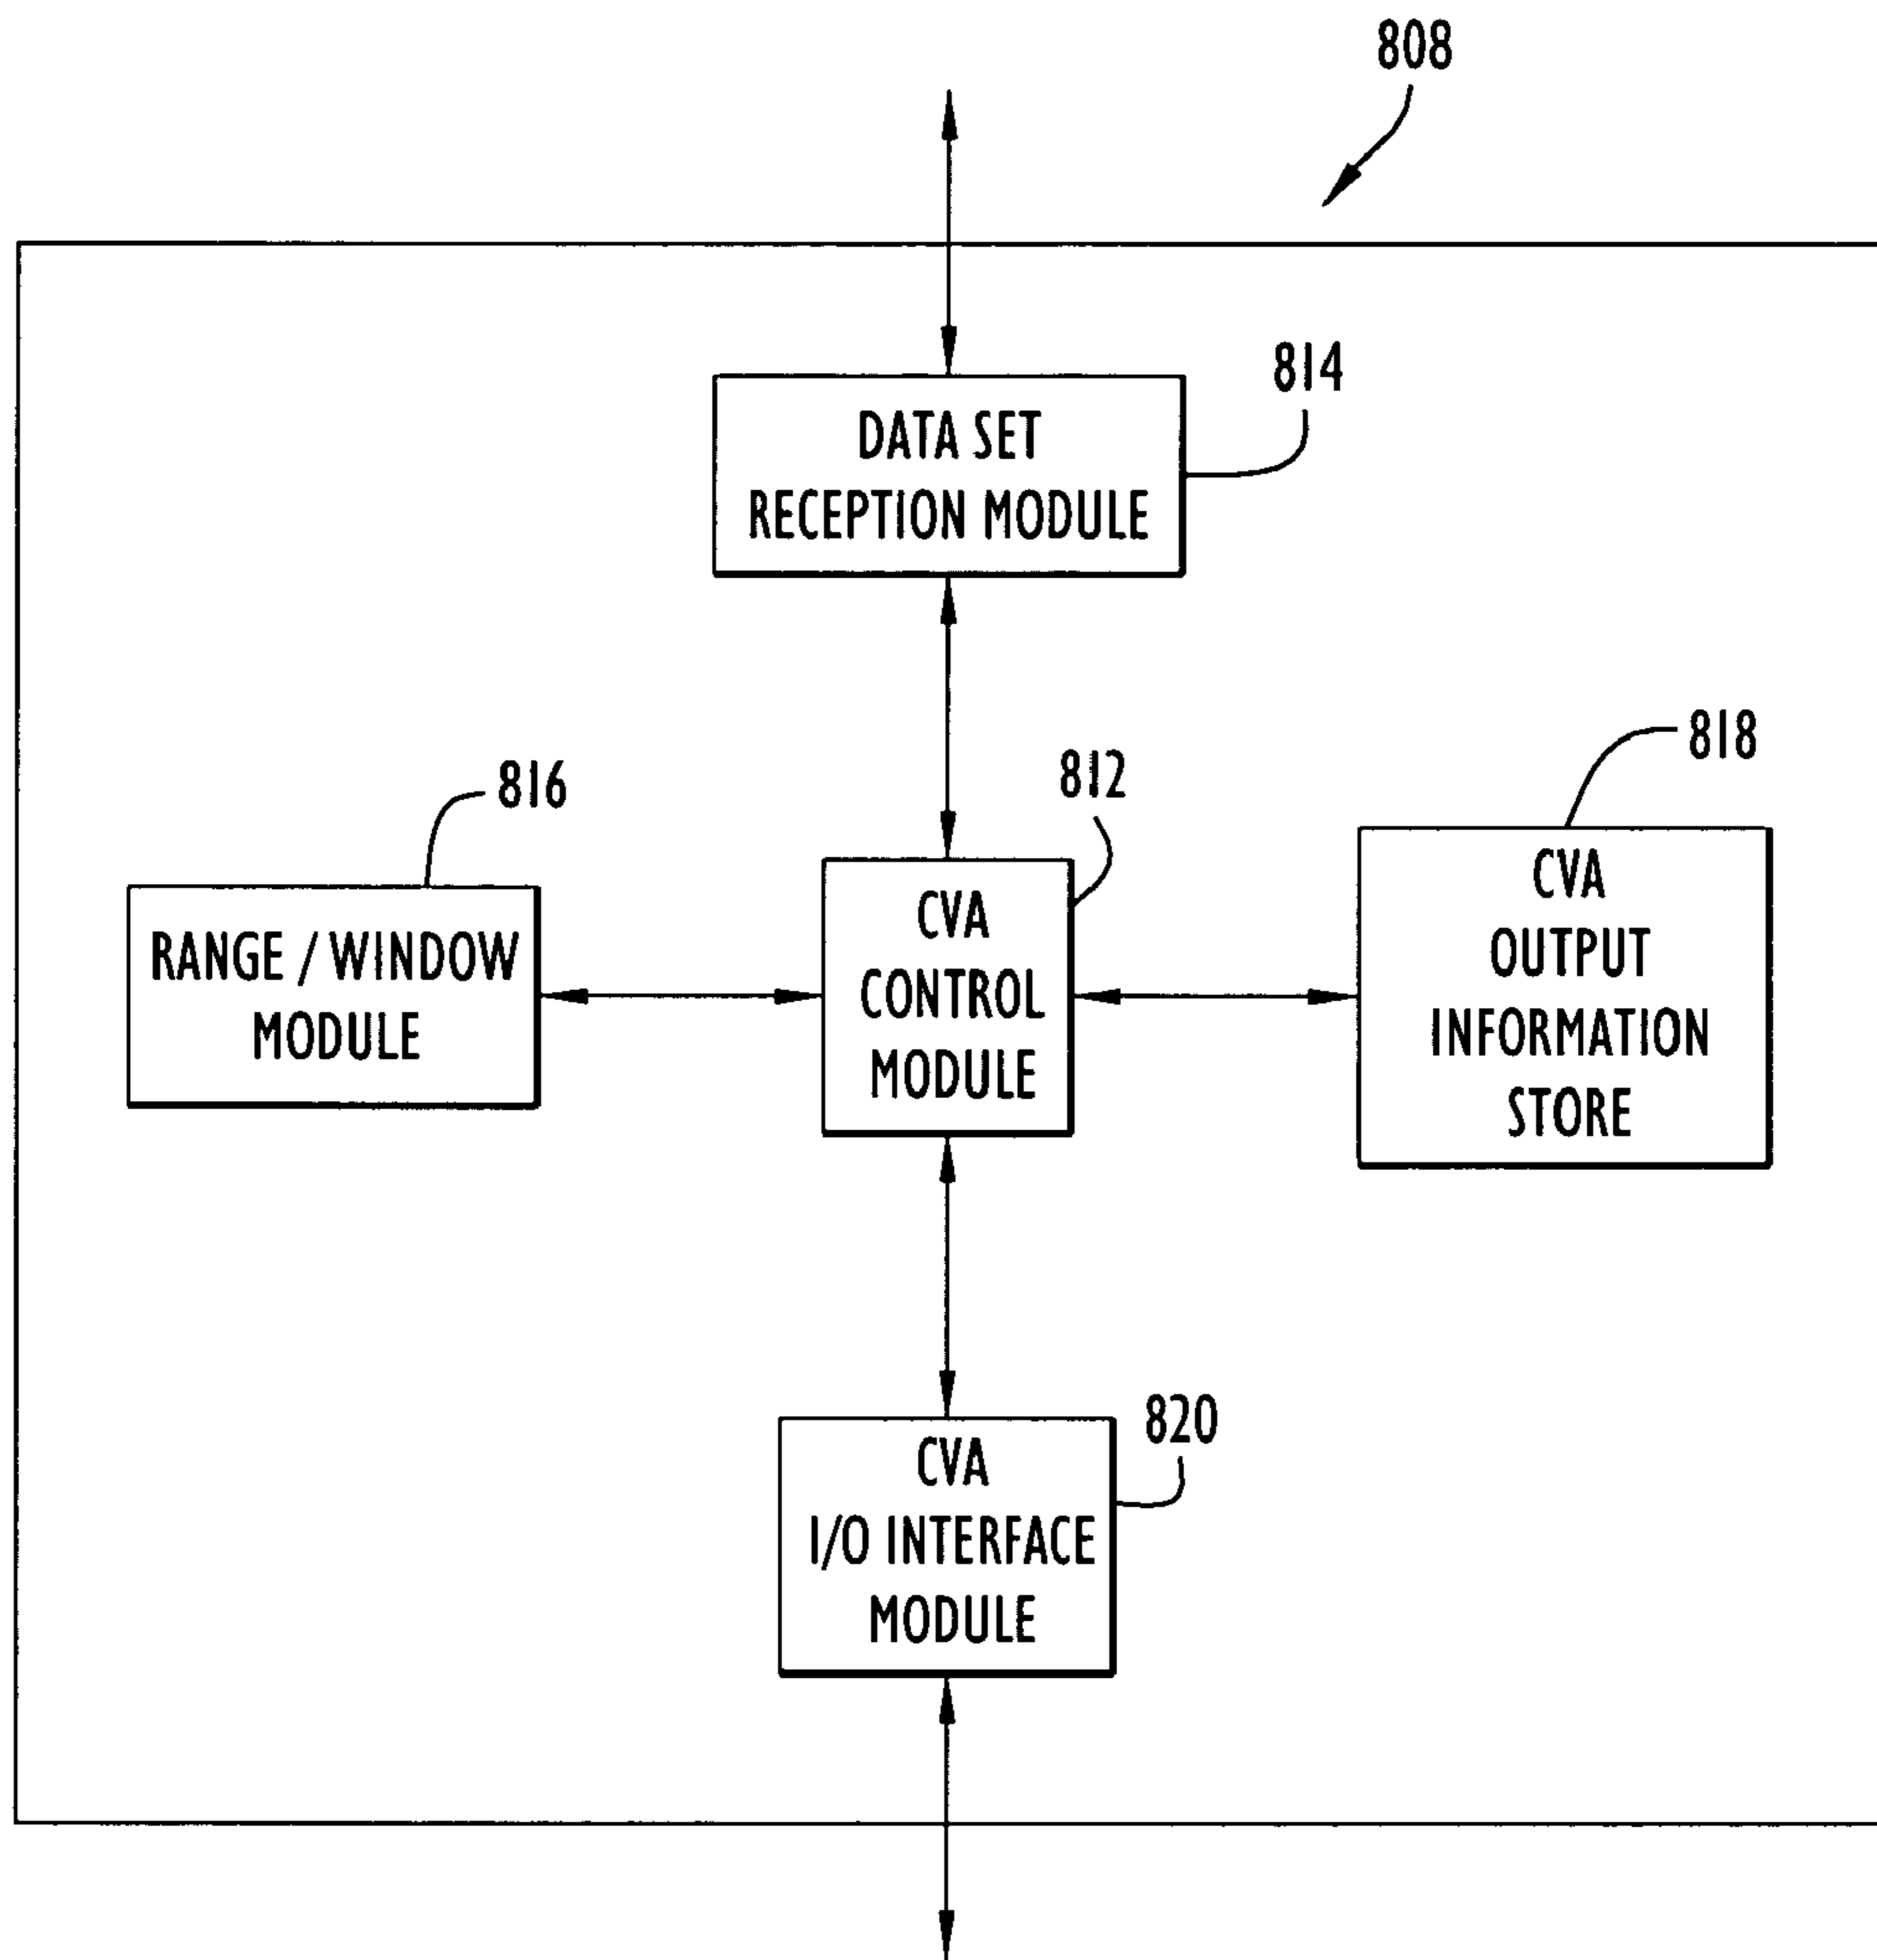 808
814
DATA SET
RECEPTION MODULE
818
812
816
CVA
OUTPUT
INFORMATION
STORE
CVA
CONTROL
MODULE
RANGE / WINDOW
MODULE
820
CVA
I/O INTERFACE
MODULE